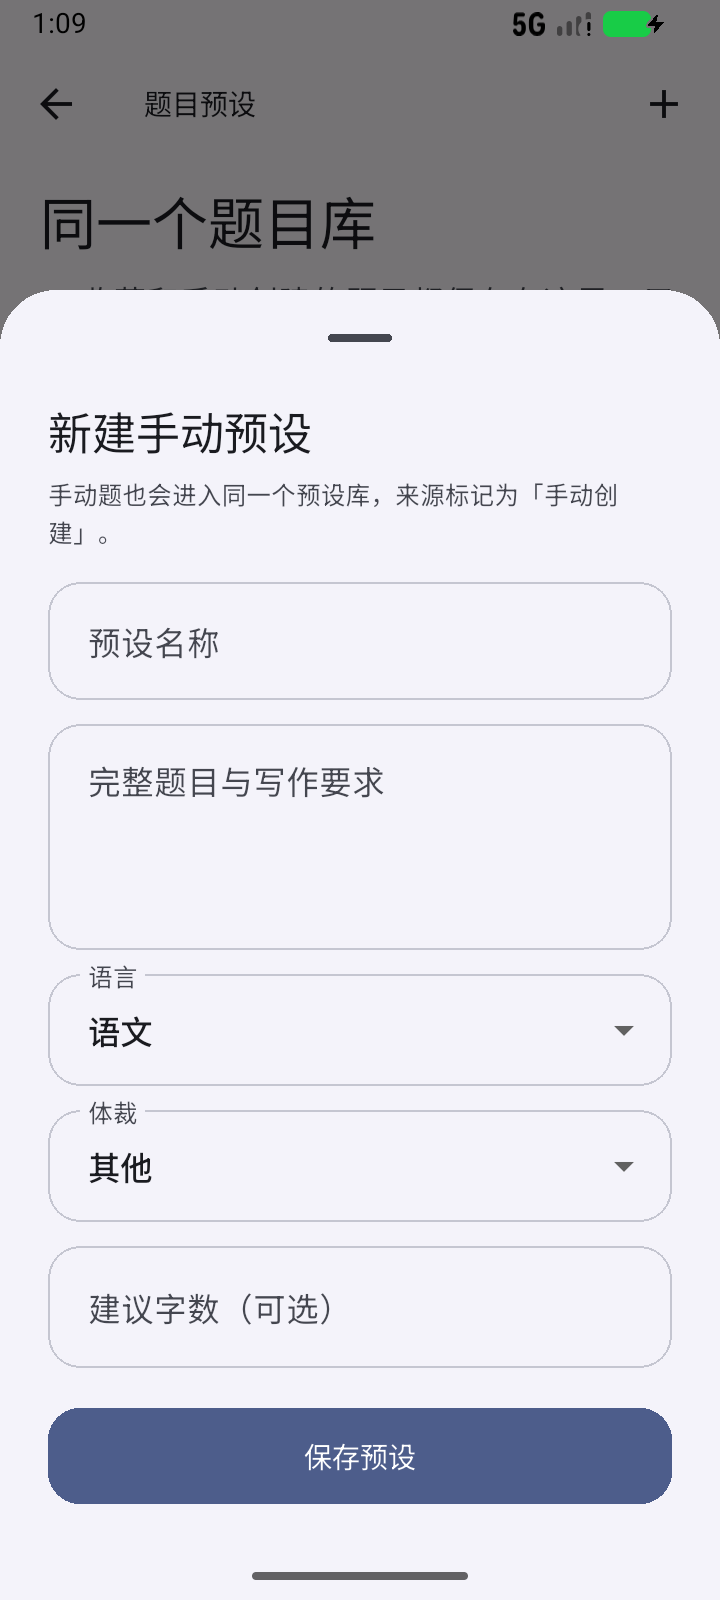 1:09
5G
题目预设
同一个题目库
新建手动预设
手动题也会进入同一个预设库，来源标记为「手动创
建」。
预设名称
完整题目与写作要求
语言
语文
体裁
其他
建议字数（可选）
保存预设